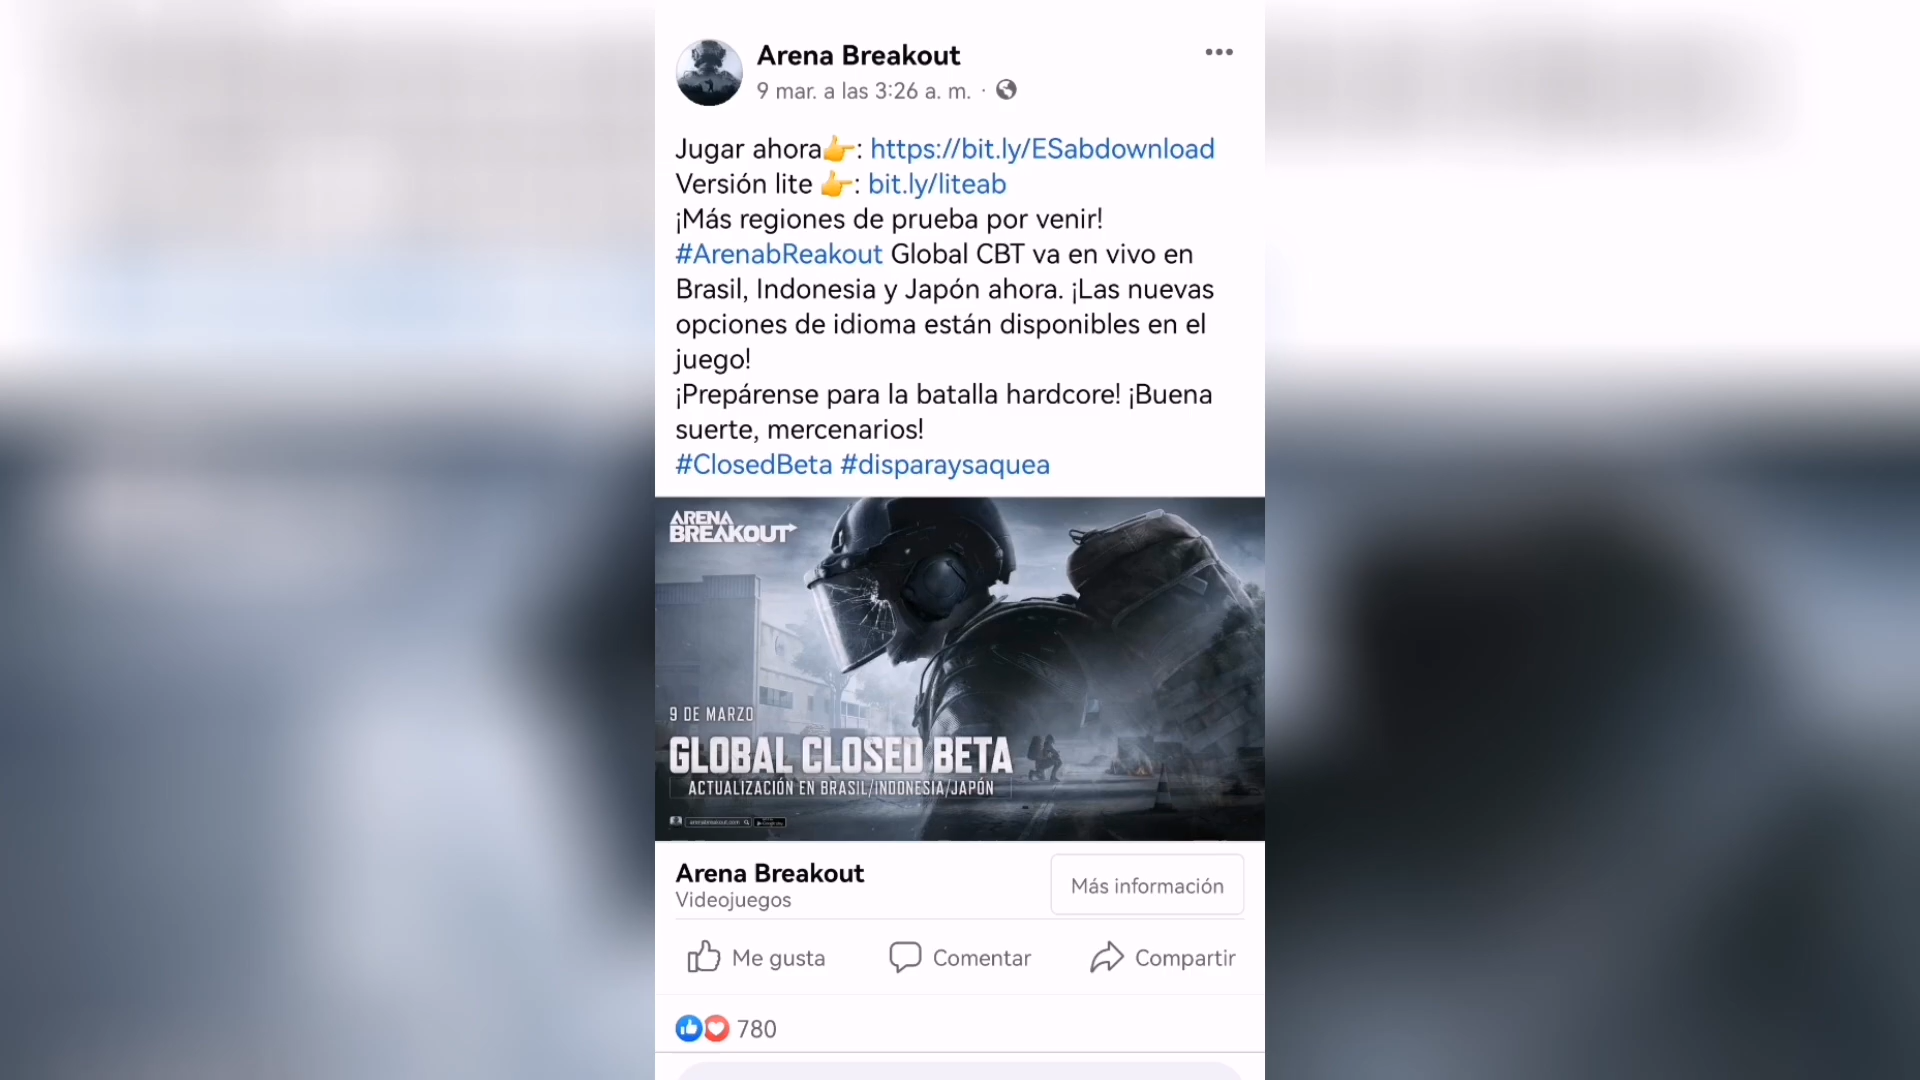 Arena Breakout
9 mar. a las 3:26 a. m. ·
Jugar ahora👉: https://bit.ly/ESabdownload
Versión lite 👉: bit.ly/liteab
¡Más regiones de prueba por venir!
#ArenabReakout Global CBT va en vivo en
Brasil, Indonesia y Japón ahora. ¡Las nuevas
opciones de idioma están disponibles en el
juego!
¡Prepárense para la batalla hardcore! ¡Buena
suerte, mercenarios!
#ClosedBeta #disparaysaquea
ARENA
BREAKOUT
9 DE MARZO
GLOBAL CLOSED BETA
ACTUALIZACIÓN EN BRASIL/INDONESIA/JAPÓN
arenabreakout.com
Google Play
Arena Breakout
Videojuegos
Más información
Me gusta
Comentar
Compartir
780